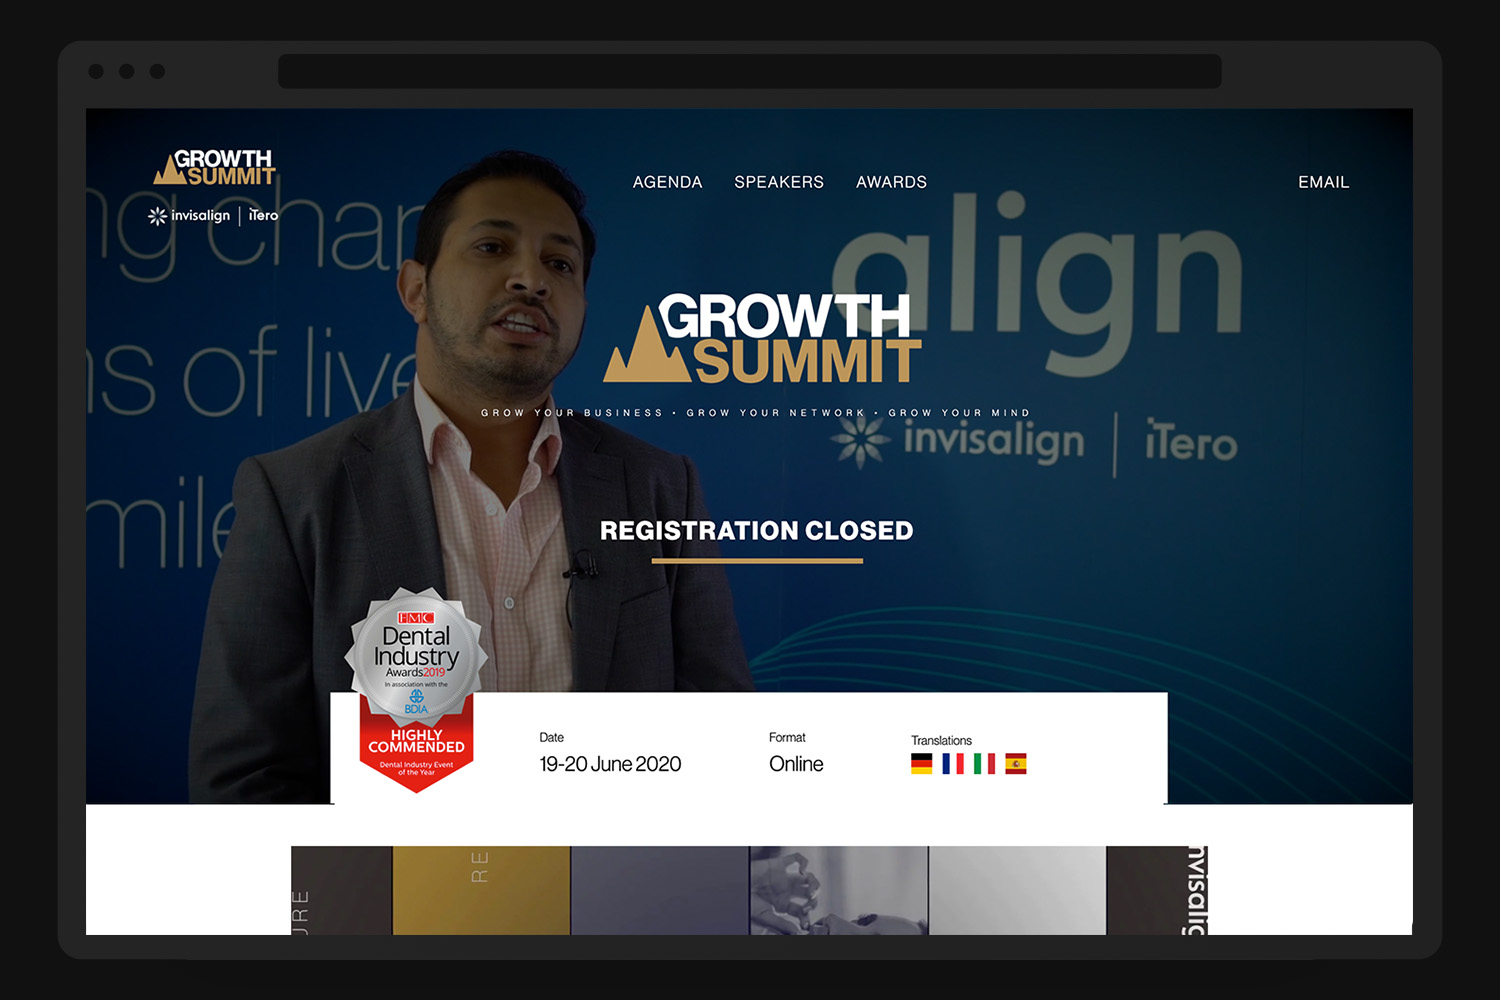 GROWTH
SUMMIT
invisalign | iTero
AGENDA
SPEAKERS
AWARDS
EMAIL
ng chan
ns of live
mile
align
invisalign | iTero
GROWTH
SUMMIT
GROW YOUR BUSINESS • GROW YOUR NETWORK • GROW YOUR MIND
REGISTRATION CLOSED
FMC
Dental
Industry
Awards2019
In association with the
BDIA
HIGHLY
COMMENDED
Dental Industry Event
of the Year
Date
19-20 June 2020
Format
Online
Translations
URE
RE
nvisalig